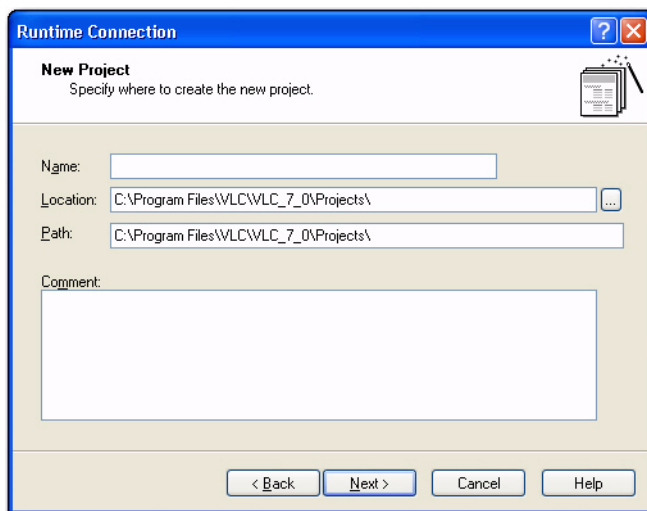 Runtime Connection
New Project
Specify where to create the new project.
Name:
Location: C:\Program Files\VLC\VLC_7_0\Projects\ ...
Path: C:\Program Files\VLC\VLC_7_0\Projects\
Comment:
< Back Next > Cancel Help